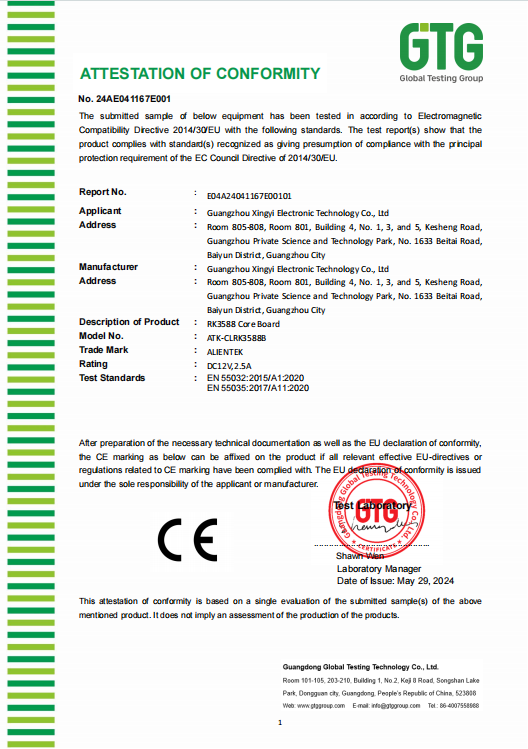 GTG
Global Testing Group
ATTESTATION OF CONFORMITY
No. 24AE041167E001
The submitted sample of below equipment has been tested in according to Electromagnetic
Compatibility Directive 2014/30/EU with the following standards. The test report(s) show that the
product complies with standard(s) recognized as giving presumption of compliance with the principal
protection requirement of the EC Council Directive of 2014/30/EU.
Report No. : E04A24041167E00101
Applicant : Guangzhou Xingyi Electronic Technology Co., Ltd
Address : Room 805-808, Room 801, Building 4, No. 1, 3, and 5, Kesheng Road,
Guangzhou Private Science and Technology Park, No. 1633 Beitai Road,
Baiyun District, Guangzhou City
Manufacturer : Guangzhou Xingyi Electronic Technology Co., Ltd
Address : Room 805-808, Room 801, Building 4, No. 1, 3, and 5, Kesheng Road,
Guangzhou Private Science and Technology Park, No. 1633 Beitai Road,
Baiyun District, Guangzhou City
Description of Product : RK3588 Core Board
Model No. : ATK-CLRK3588B
Trade Mark : ALIENTEK
Rating : DC12V,2.5A
Test Standards : EN 55032:2015/A1:2020
EN 55035:2017/A11:2020
After preparation of the necessary technical documentation as well as the EU declaration of conformity,
the CE marking as below can be affixed on the product if all relevant effective EU-directives or
regulations related to CE marking have been complied with. The EU declaration of conformity is issued
under the sole responsibility of the applicant or manufacturer.
Guangdong Global Testing Technology Co., Ltd.
Test Laboratory
GTG
CERTIFICATE
CE
Shawn Wen
Laboratory Manager
Date of Issue: May 29, 2024
This attestation of conformity is based on a single evaluation of the submitted sample(s) of the above
mentioned product. It does not imply an assessment of the production of the products.
Guangdong Global Testing Technology Co., Ltd.
Room 101-105, 203-210, Building 1, No.2, Keji 8 Road, Songshan Lake
Park, Dongguan city, Guangdong, People's Republic of China, 523808
Web: www.gtggroup.com E-mail: info@gtggroup.com Tel.: 86-4007558988
1